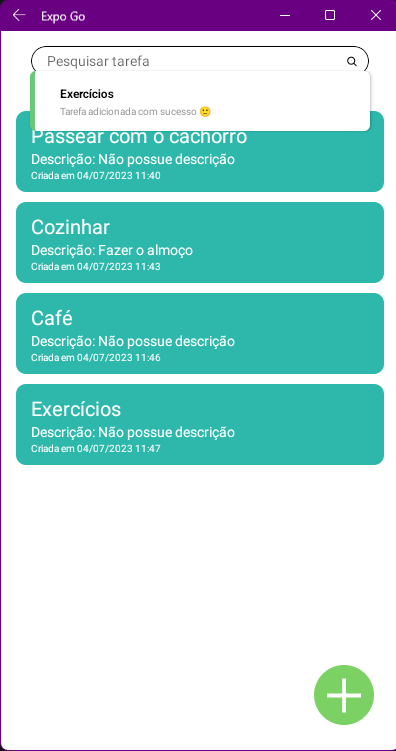 Expo Go
Pesquisar tarefa
Exercícios
Tarefa adicionada com sucesso 🙂
Passear com o cachorro
Descrição: Não possue descrição
Criada em 04/07/2023 11:40
Cozinhar
Descrição: Fazer o almoço
Criada em 04/07/2023 11:43
Café
Descrição: Não possue descrição
Criada em 04/07/2023 11:46
Exercícios
Descrição: Não possue descrição
Criada em 04/07/2023 11:47